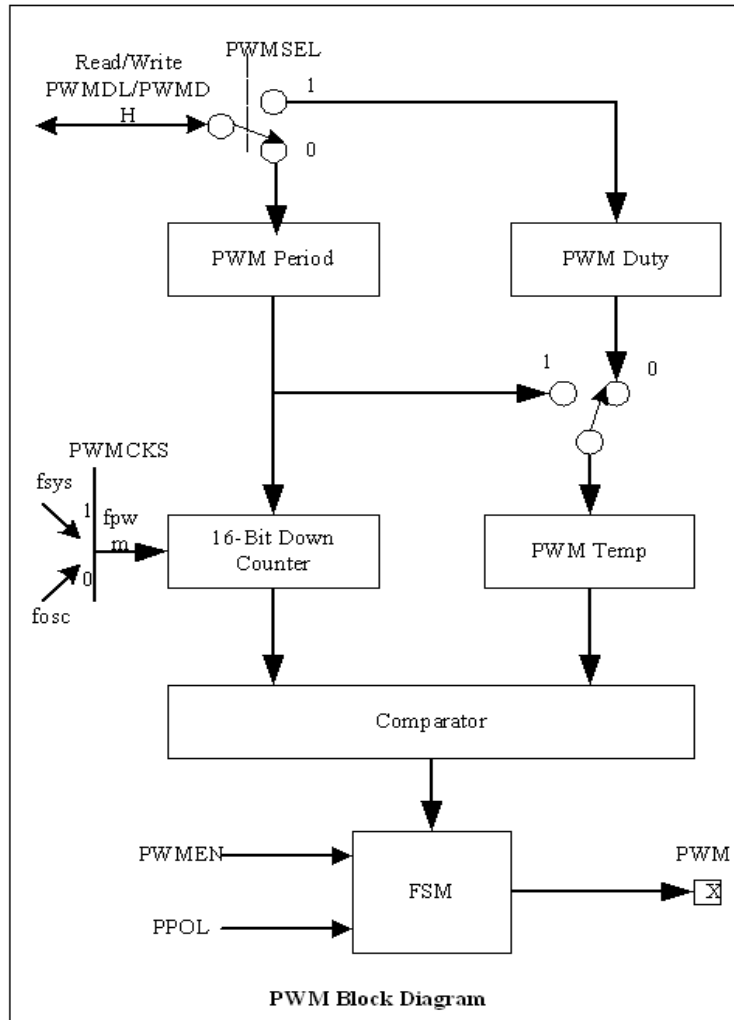 PWMSEL
Read/Write
PWMDL/PWMD
H
1
0
PWM Period
PWM Duty
1
0
PWMCKS
fsys
1
fpw
m
0
fosc
16-Bit Down
Counter
PWM Temp
Comparator
PWMEN
PPOL
FSM
PWM
X
PWM Block Diagram